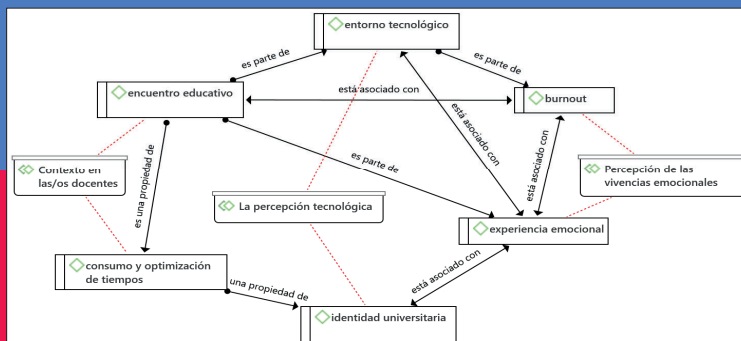 entorno tecnológico
es parte de
es parte de
encuentro educativo
está asociado con
burnout
está asociado con
está asociado con
es parte de
es una propiedad de
Contexto en
las/os docentes
Percepción de las
vivencias emocionales
La percepción tecnológica
experiencia emocional
consumo y optimización
de tiempos
está asociado con
una propiedad de
identidad universitaria